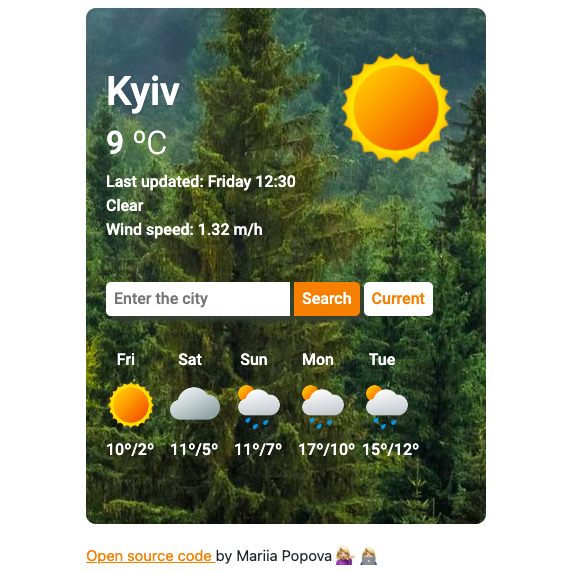 Kyiv
9 ºC
Last updated: Friday 12:30
Clear
Wind speed: 1.32 m/h
Enter the city Search Current
Fri Sat Sun Mon Tue
10º/2º 11º/5º 11º/7º 17º/10º 15º/12º
Open source code by Mariia Popova 💁🏼‍♀️ 👩🏼‍💻